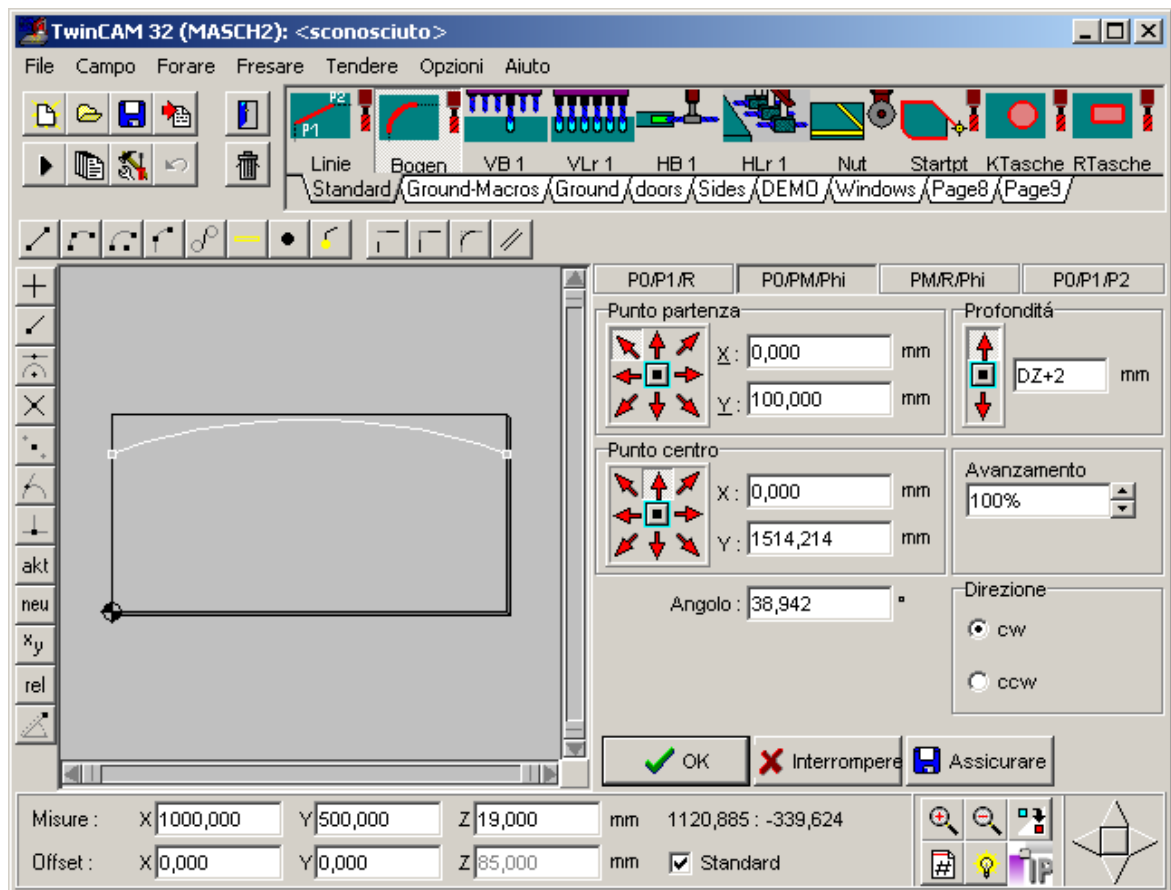 TwinCAM 32 (MASCH2): <sconosciuto>
File Campo Forare Fresare Tendere Opzioni Aiuto
P2
P1
Linie Bogen VB 1 VLr 1 HB 1 HLr 1 Nut Startpt KTasche RTasche
Standard Ground-Macros Ground doors Sides DEMO Windows Page8 Page9
P0/P1/R P0/PM/Phi PM/R/Phi P0/P1/P2
Punto partenza
X : 0,000 mm
Y : 100,000 mm
Profonditá
DZ+2 mm
Punto centro
X : 0,000 mm
Y : 1514,214 mm
Avanzamento
100%
Angolo : 38,942 °
Direzione
cw
ccw
akt
neu
xy
rel
OK Interrompere Assicurare
Misure : X 1000,000 Y 500,000 Z 19,000 mm 1120,885 : -339,624
Offset : X 0,000 Y 0,000 Z 85,000 mm Standard
#
IP